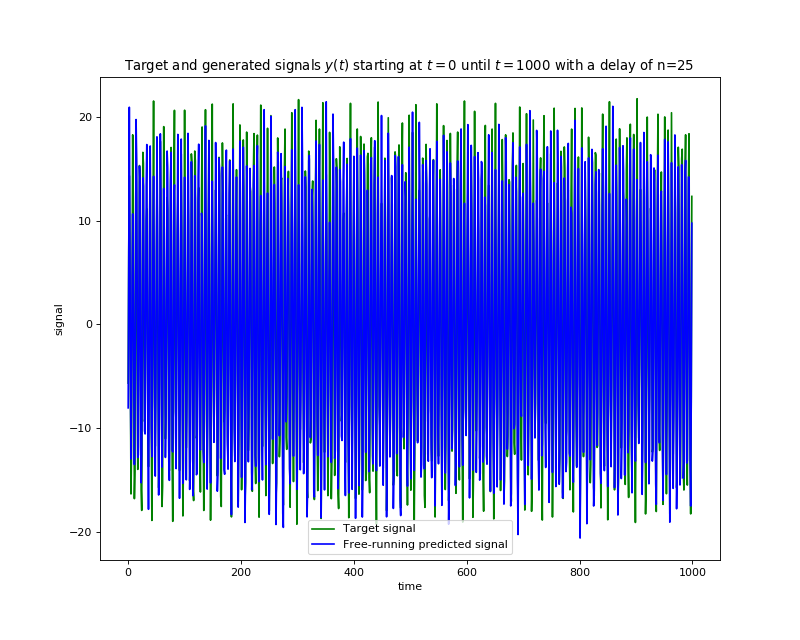 Target and generated signals y(t) starting at t = 0 until t = 1000 with a delay of n=25
20
10
0
−10
−20
signal
Target signal
Free-running predicted signal
0 200 400 600 800 1000
time